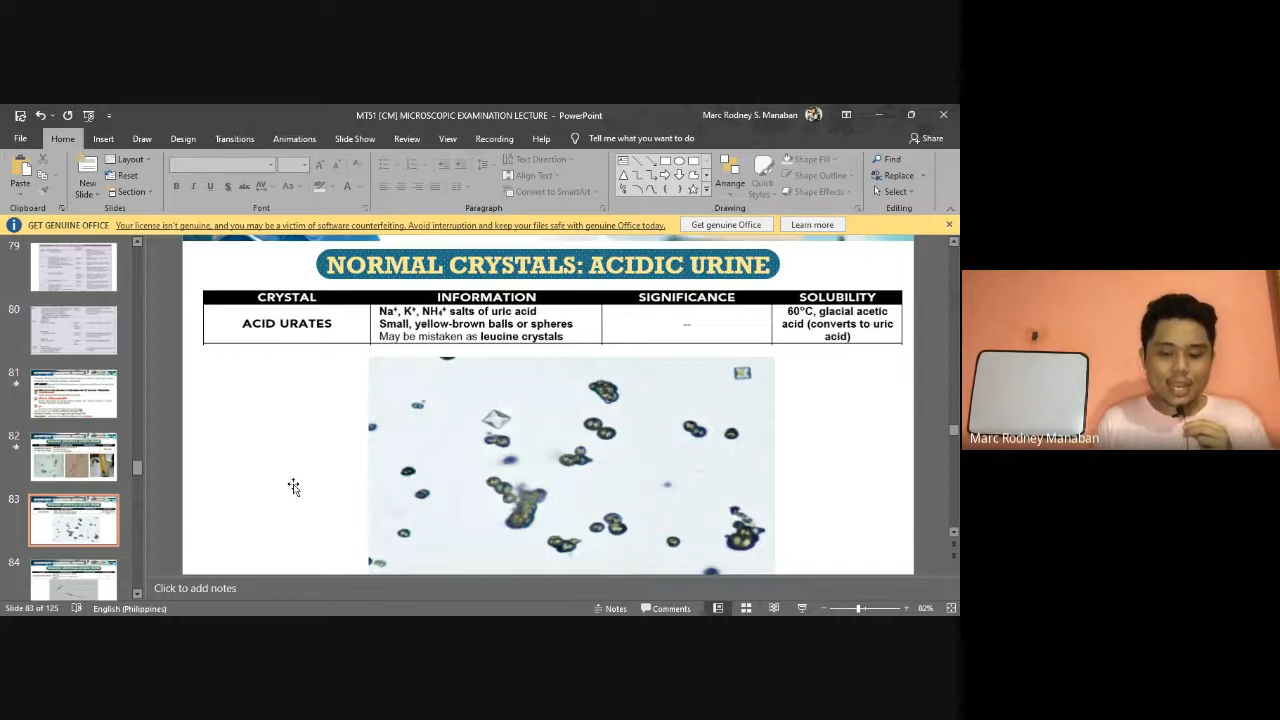 MT51 [CM] MICROSCOPIC EXAMINATION LECTURE - PowerPoint
Marc Rodney S. Manaban
File Home Insert Draw Design Transitions Animations Slide Show Review View Recording Help Tell me what you want to do Share
Paste
New Slide
Layout
Reset
Section
B I U S abc AV Aa A
Text Direction
Align Text
Convert to SmartArt
Arrange
Quick Styles
Shape Fill
Shape Outline
Shape Effects
Find
Replace
Select
Clipboard Slides Font Paragraph Drawing Editing
GET GENUINE OFFICE Your license isn't genuine, and you may be a victim of software counterfeiting. Avoid interruption and keep your files safe with genuine Office today. Get genuine Office Learn more
79
80
81
82
83
84
NORMAL CRYSTALS: ACIDIC URINE
CRYSTAL INFORMATION SIGNIFICANCE SOLUBILITY
ACID URATES
Na⁺, K⁺, NH₄⁺ salts of uric acid
Small, yellow-brown balls or spheres
May be mistaken as leucine crystals
--
60°C, glacial acetic
acid (converts to uric
acid)
Marc Rodney Manaban
Click to add notes
Slide 83 of 125 English (Philippines) Notes Comments 82%